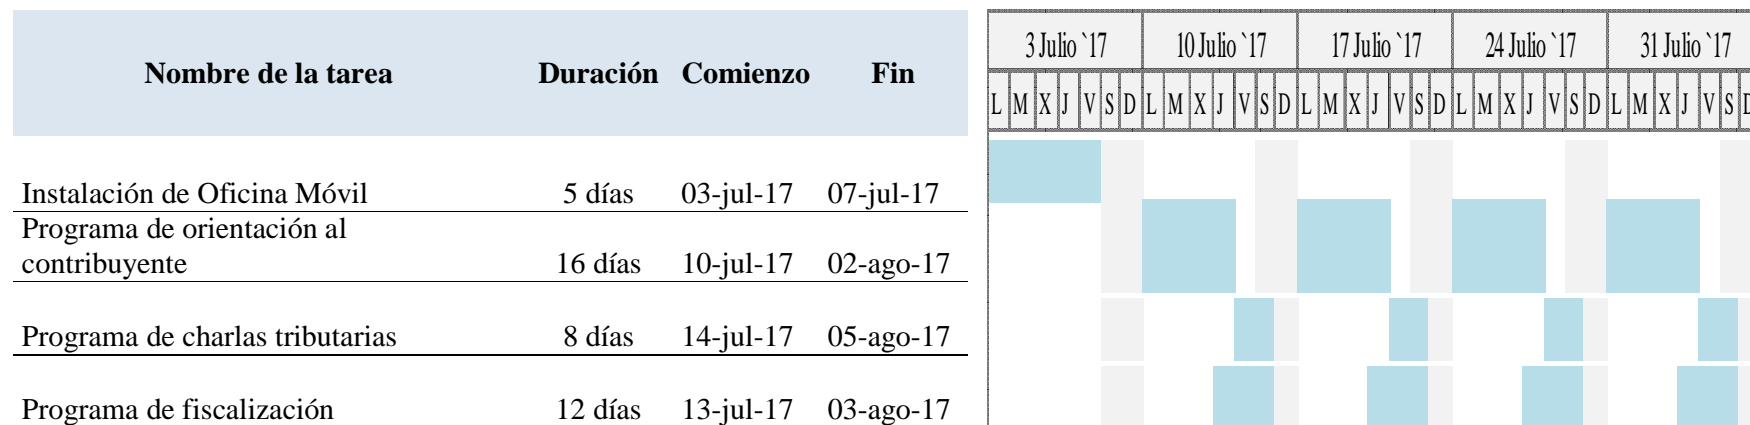 Nombre de la tarea Duración Comienzo Fin
3 Julio `17 10 Julio `17 17 Julio `17 24 Julio `17 31 Julio `17
L M X J V S D L M X J V S D L M X J V S D L M X J V S D L M X J V S D
Instalación de Oficina Móvil 5 días 03-jul-17 07-jul-17
Programa de orientación al
contribuyente 16 días 10-jul-17 02-ago-17
Programa de charlas tributarias 8 días 14-jul-17 05-ago-17
Programa de fiscalización 12 días 13-jul-17 03-ago-17